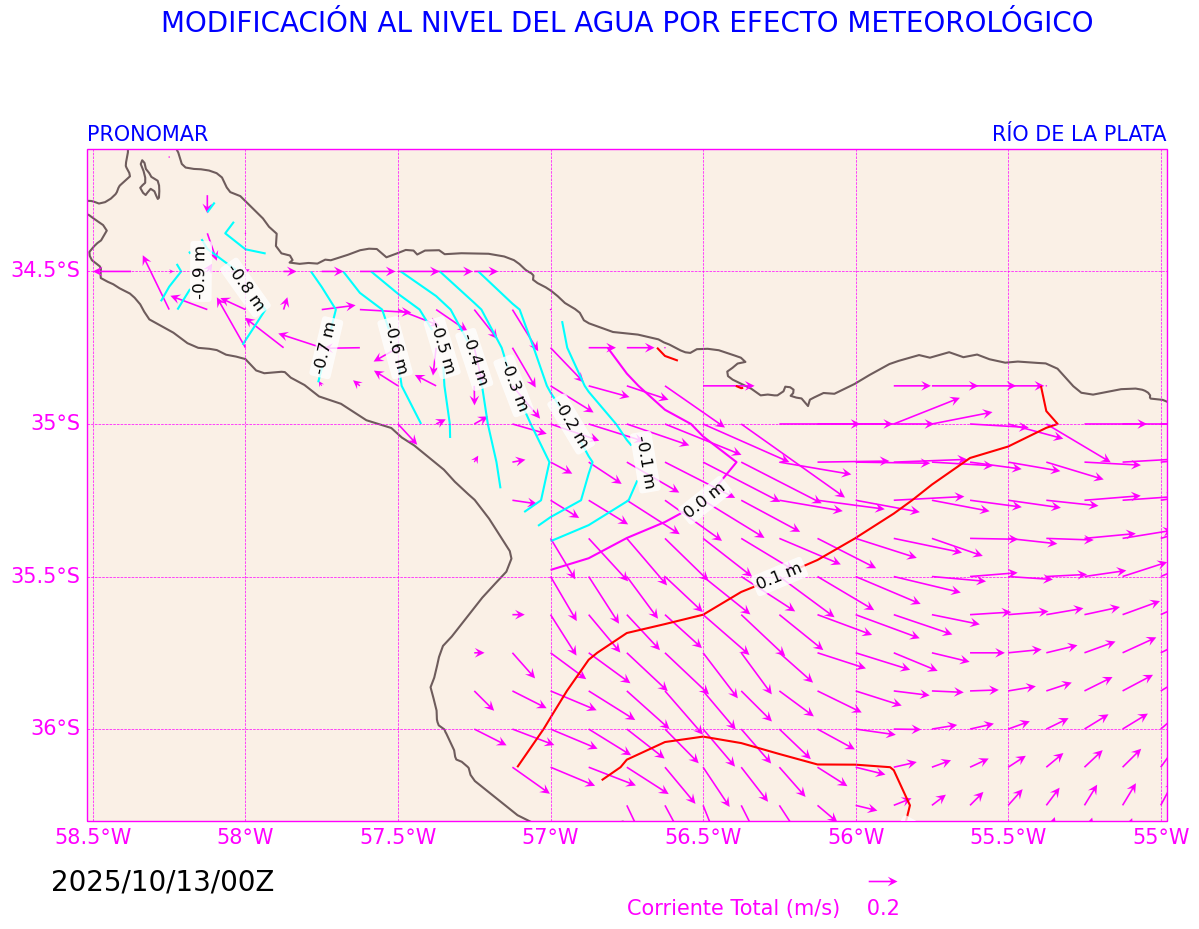 MODIFICACIÓN AL NIVEL DEL AGUA POR EFECTO METEOROLÓGICO
PRONOMAR
RÍO DE LA PLATA
34.5°S
35°S
35.5°S
36°S
-0.9 m
-0.8 m
-0.7 m
-0.6 m
-0.5 m
-0.4 m
-0.3 m
-0.2 m
-0.1 m
0.0 m
0.1 m
58.5°W
58°W
57.5°W
57°W
56.5°W
56°W
55.5°W
55°W
2025/10/13/00Z
Corriente Total (m/s) 0.2